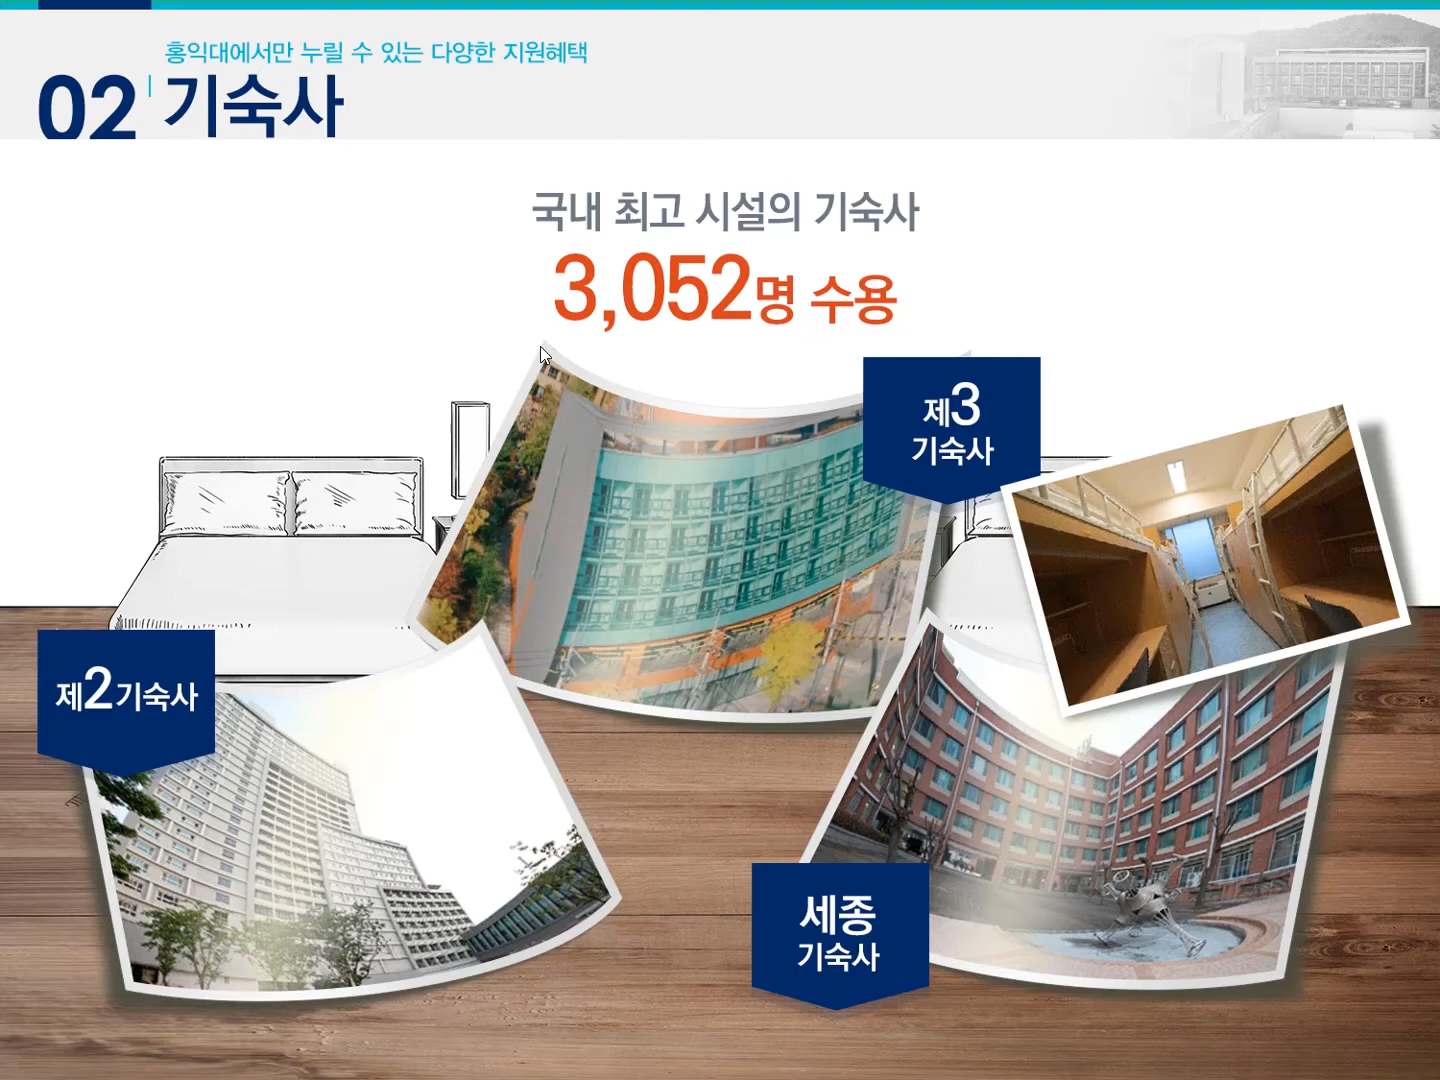 홍익대에서만 누릴 수 있는 다양한 지원혜택
02 기숙사
국내 최고 시설의 기숙사
3,052명 수용
제3
기숙사
제2기숙사
세종
기숙사